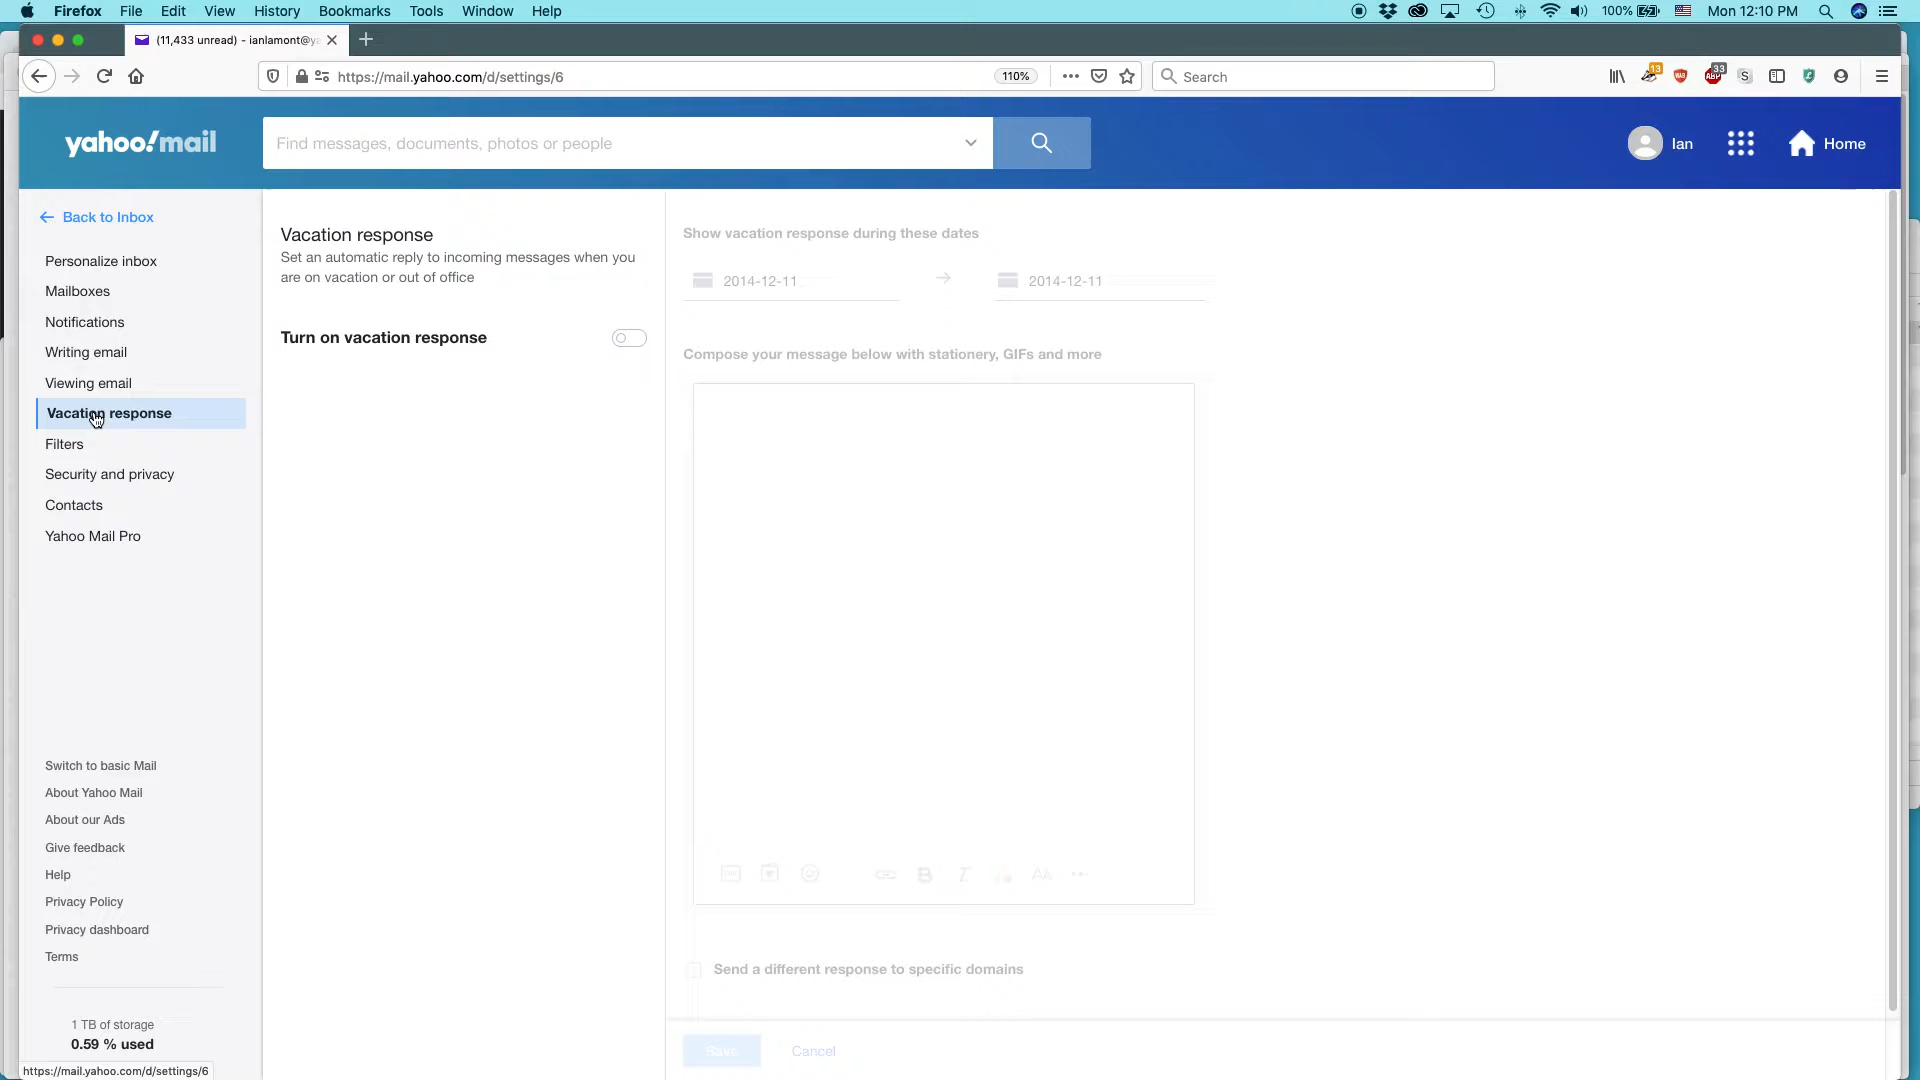 Firefox File Edit View History Bookmarks Tools Window Help
100% Mon 12:10 PM
(11,433 unread) - ianlamont@ya
https://mail.yahoo.com/d/settings/6 110% ... Search 13 33
ABP S
yahoo!mail Find messages, documents, photos or people Ian Home
Back to Inbox
Personalize inbox
Mailboxes
Notifications
Writing email
Viewing email
Vacation response
Filters
Security and privacy
Contacts
Yahoo Mail Pro
Switch to basic Mail
About Yahoo Mail
About our Ads
Give feedback
Help
Privacy Policy
Privacy dashboard
Terms
1 TB of storage
0.59 % used
https://mail.yahoo.com/d/settings/6
Vacation response
Set an automatic reply to incoming messages when you
are on vacation or out of office
Turn on vacation response
Show vacation response during these dates
2014-12-11 → 2014-12-11
Compose your message below with stationery, GIFs and more
B I AA
Send a different response to specific domains
Save Cancel